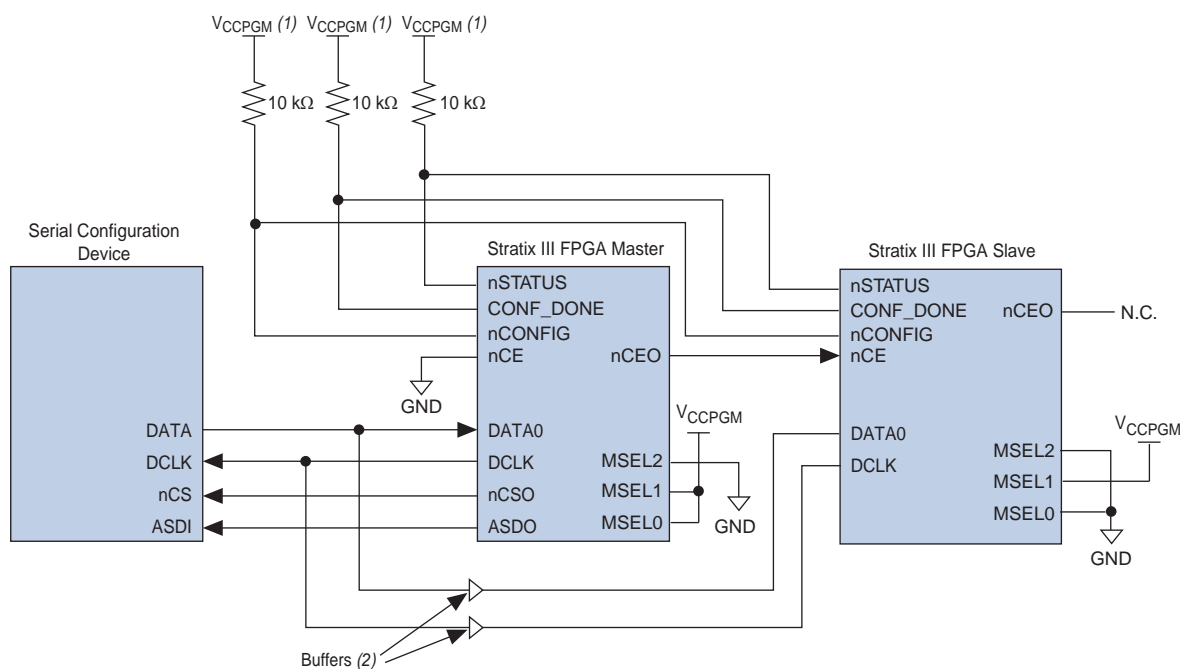 VCCPGM (1) VCCPGM (1) VCCPGM (1)
10 kΩ 10 kΩ 10 kΩ
Serial Configuration
Device
DATA
DCLK
nCS
ASDI
Stratix III FPGA Master
nSTATUS
CONF_DONE
nCONFIG
nCE
nCEO
GND
DATA0
DCLK
nCSO
ASDO
MSEL2
MSEL1
MSEL0
VCCPGM
GND
Stratix III FPGA Slave
nSTATUS
CONF_DONE
nCONFIG
nCE
nCEO
N.C.
DATA0
DCLK
MSEL2
MSEL1
MSEL0
VCCPGM
GND
Buffers (2)